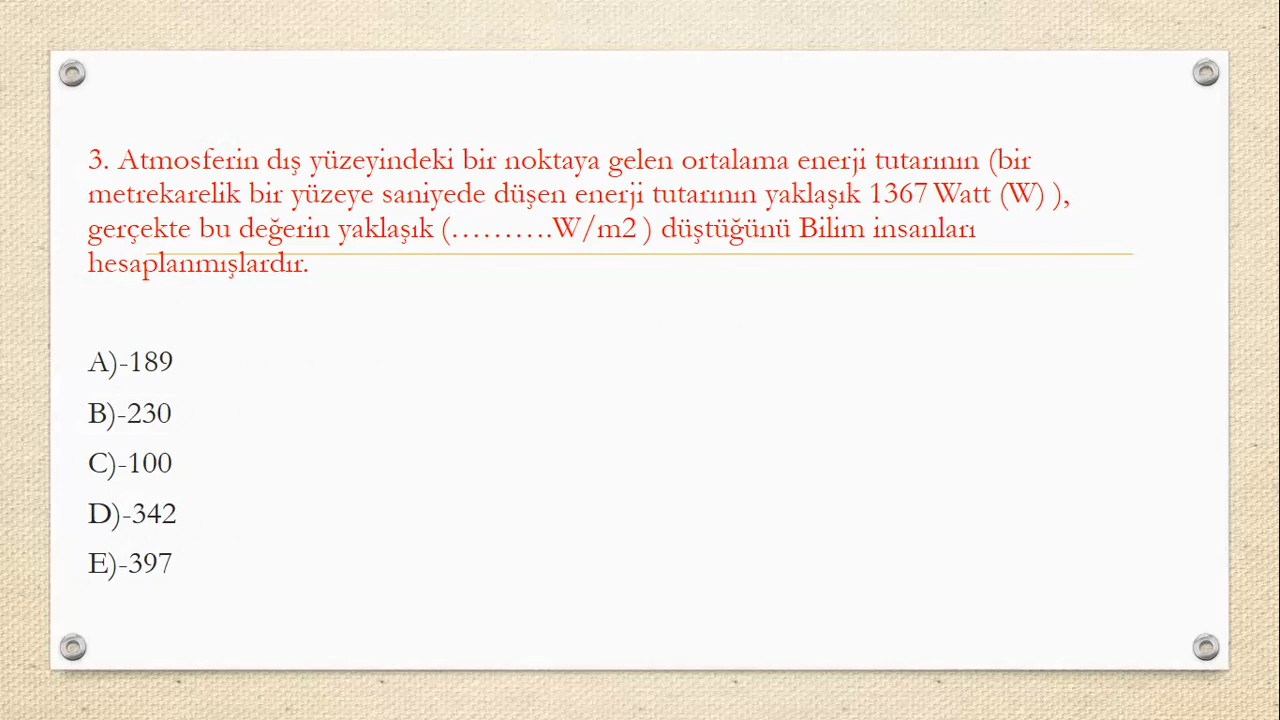 3. Atmosferin dış yüzeyindeki bir noktaya gelen ortalama enerji tutarının (bir
metrekarelik bir yüzeye saniyede düşen enerji tutarının yaklaşık 1367 Watt (W) ),
gerçekte bu değerin yaklaşık (……….W/m2 ) düştüğünü Bilim insanları
hesaplanmışlardır.
A)-189
B)-230
C)-100
D)-342
E)-397